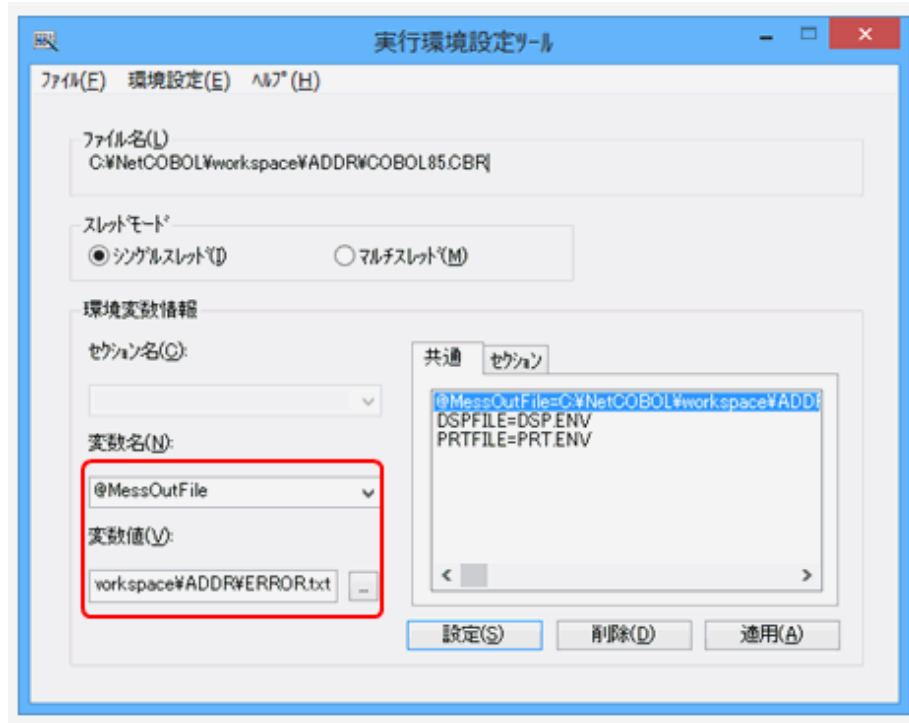 実行環境設定ﾂｰﾙ
ﾌｧｲﾙ(F) 環境設定(E) ﾍﾙﾌﾟ(H)
ﾌｧｲﾙ名(L)
C:¥NetCOBOL¥workspace¥ADDR¥COBOL85.CBR
ｽﾚｯﾄﾞﾓｰﾄﾞ
ｼﾝｸﾞﾙｽﾚｯﾄﾞ(I) ﾏﾙﾁｽﾚｯﾄﾞ(M)
環境変数情報
ｾｸｼｮﾝ名(C):
共通 ｾｸｼｮﾝ
@MessOutFile=C:¥NetCOBOL¥workspace¥ADDR
DSPFILE=DSP.ENV
PRTFILE=PRT.ENV
変数名(N):
@MessOutFile
変数値(V):
workspace¥ADDR¥ERROR.txt ...
設定(S) 削除(D) 適用(A)